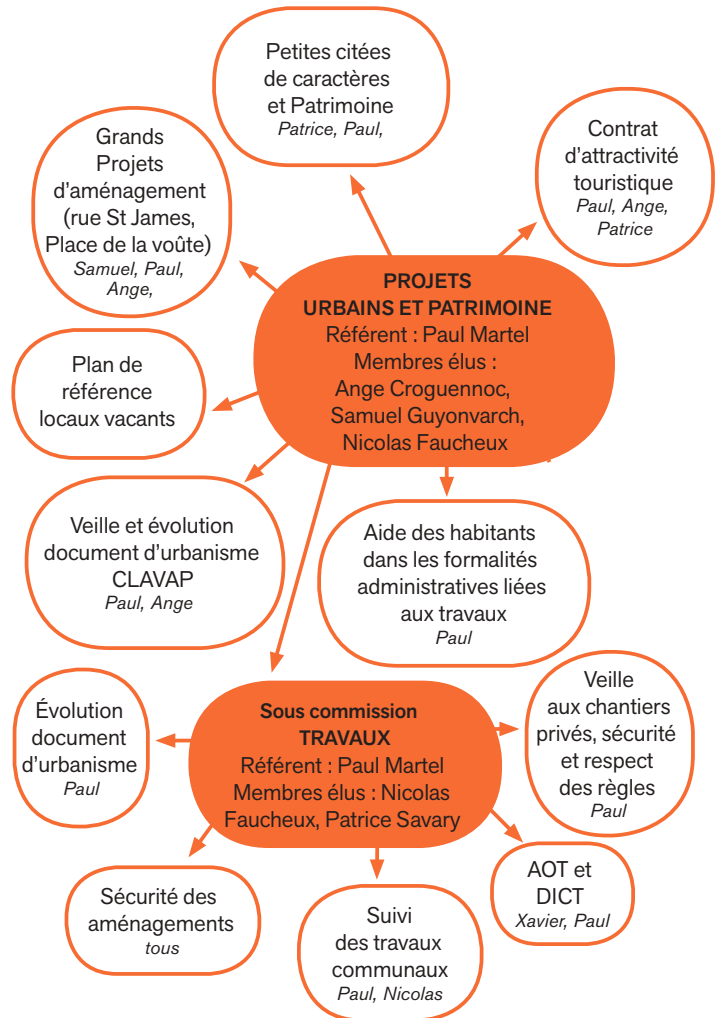 Petites citées
de caractères
et Patrimoine
Patrice, Paul,
Grands
Projets
d'aménagement
(rue St James,
Place de la voûte)
Samuel, Paul,
Ange,
Contrat
d'attractivité
touristique
Paul, Ange,
Patrice
PROJETS
URBAINS ET PATRIMOINE
Référent : Paul Martel
Membres élus :
Ange Croguennoc,
Samuel Guyonvarch,
Nicolas Faucheux
Plan de
référence
locaux vacants
Veille et évolution
document d'urbanisme
CLAVAP
Paul, Ange
Aide des habitants
dans les formalités
administratives liées
aux travaux
Paul
Sous commission
TRAVAUX
Référent : Paul Martel
Membres élus : Nicolas
Faucheux, Patrice Savary
Évolution
document
d'urbanisme
Paul
Veille
aux chantiers
privés, sécurité
et respect
des règles
Paul
Sécurité des
aménagements
tous
Suivi
des travaux
communaux
Paul, Nicolas
AOT et
DICT
Xavier, Paul